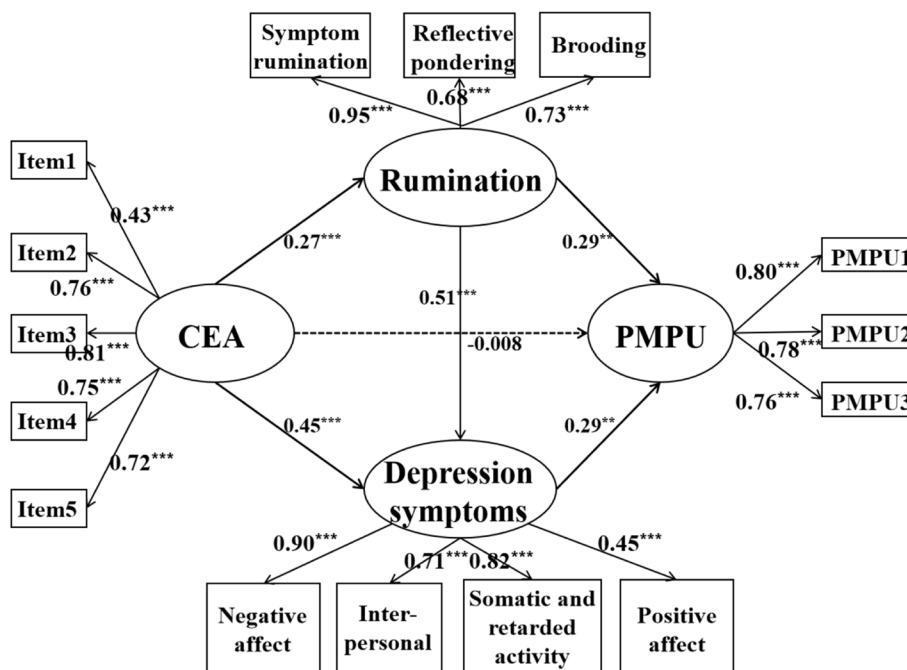 Symptom
rumination
Reflective
pondering
Brooding
0.95***
0.68***
0.73***
Item1
Rumination
0.43***
Item2
0.27***
0.29**
PMPU1
0.76***
0.80***
0.51***
Item3
CEA
PMPU
PMPU2
0.81***
-0.008
0.78***
0.75***
0.76***
PMPU3
Item4
0.45***
0.29**
0.72***
Depression
symptoms
Item5
0.90***
0.71***
0.82***
0.45***
Negative
affect
Inter-
personal
Somatic and
retarded
activity
Positive
affect